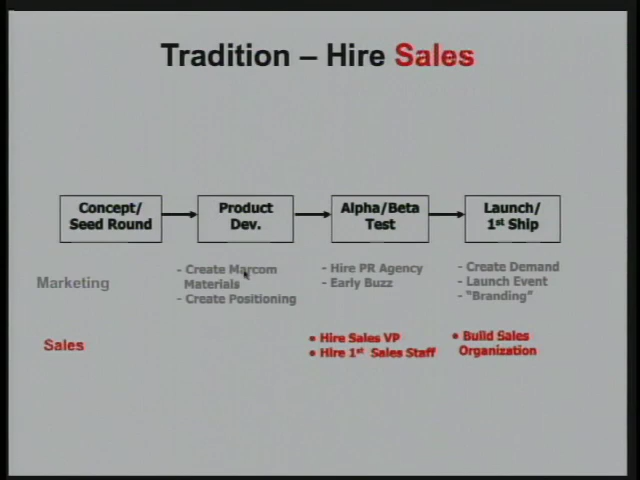 Tradition – Hire Sales
Concept/
Seed Round
Product
Dev.
Alpha/Beta
Test
Launch/
1st Ship
Marketing
- Create Marcom
Materials
- Create Positioning
- Hire PR Agency
- Early Buzz
- Create Demand
- Launch Event
- "Branding"
Sales
• Hire Sales VP
• Hire 1st Sales Staff
• Build Sales
Organization